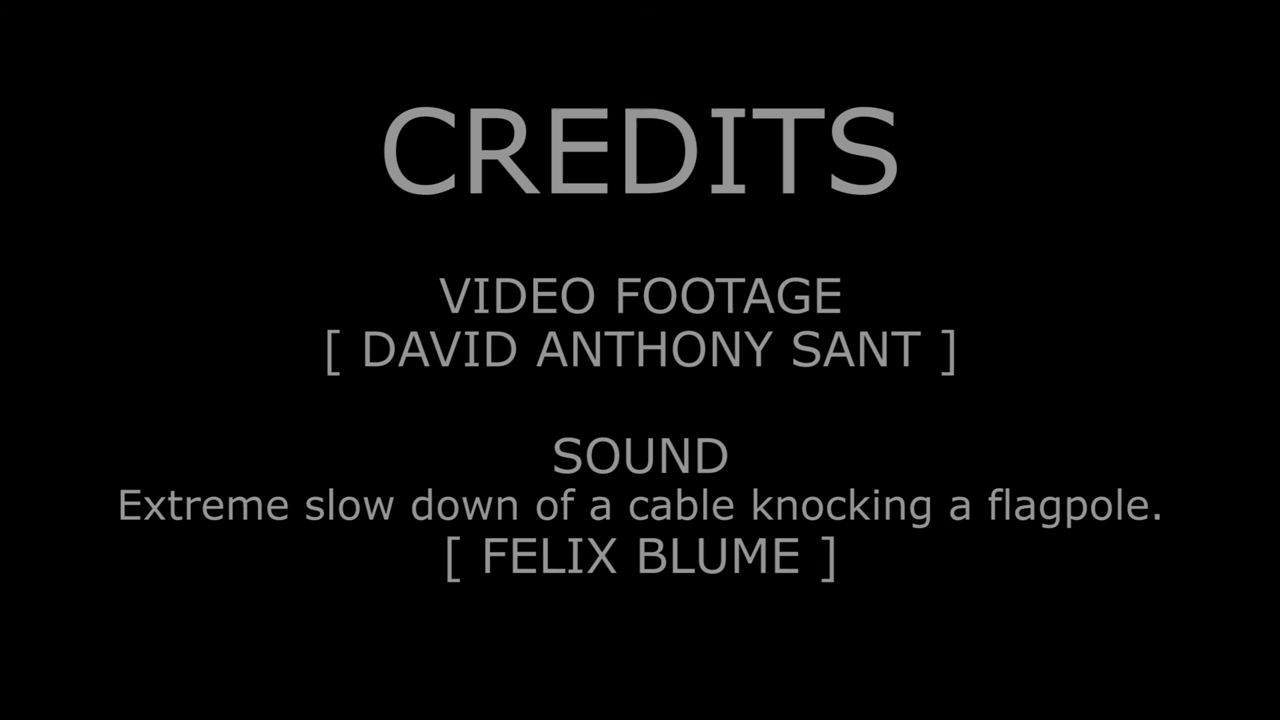 CREDITS
VIDEO FOOTAGE
[ DAVID ANTHONY SANT ]
SOUND
Extreme slow down of a cable knocking a flagpole.
[ FELIX BLUME ]